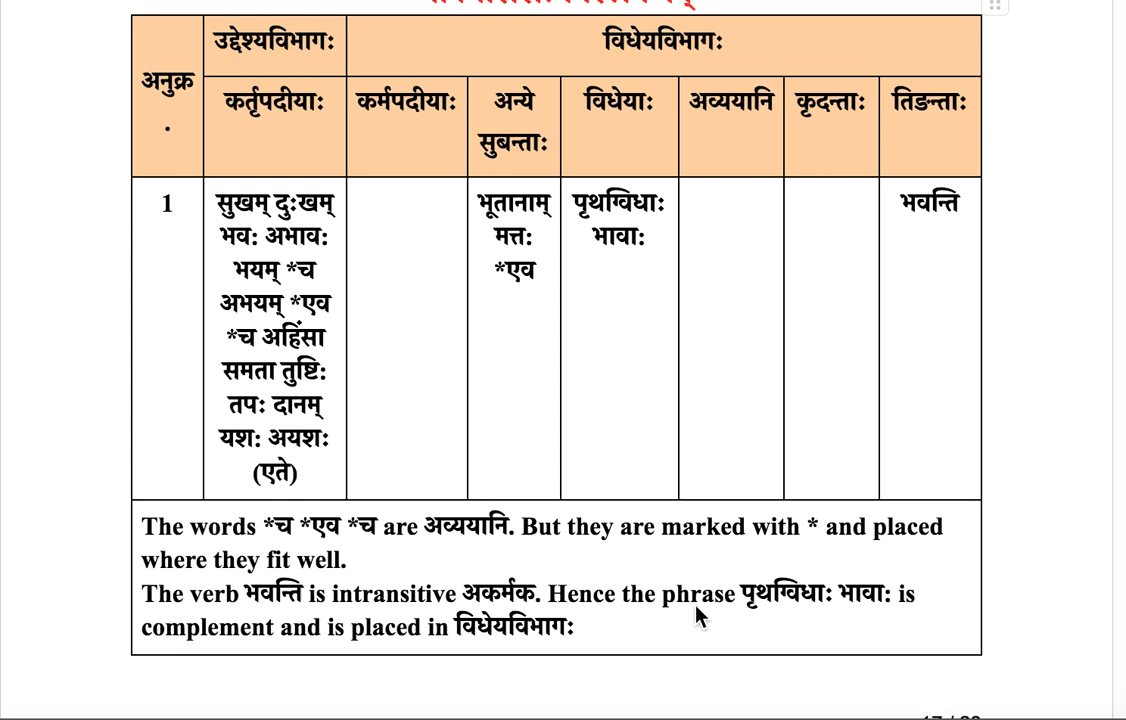 उद्देश्यविभागः
विधेयविभागः
अनुक्र
.
कर्तृपदीयाः
कर्मपदीयाः
अन्ये
सुबन्ताः
विधेयाः
अव्ययानि
कृदन्ताः
तिङन्ताः
1
सुखम् दुःखम्
भव: अभाव:
भयम् *च
अभयम् *एव
*च अहिंसा
समता तुष्टि:
तपः दानम्
यश: अयशः
(एते)
भूतानाम्
मत्त:
*एव
पृथग्विधाः
भावा:
भवन्ति
The words *च *एव *च are अव्ययानि. But they are marked with * and placed
where they fit well.
The verb भवन्ति is intransitive अकर्मक. Hence the phrase पृथग्विधाः भावा: is
complement and is placed in विधेयविभागः